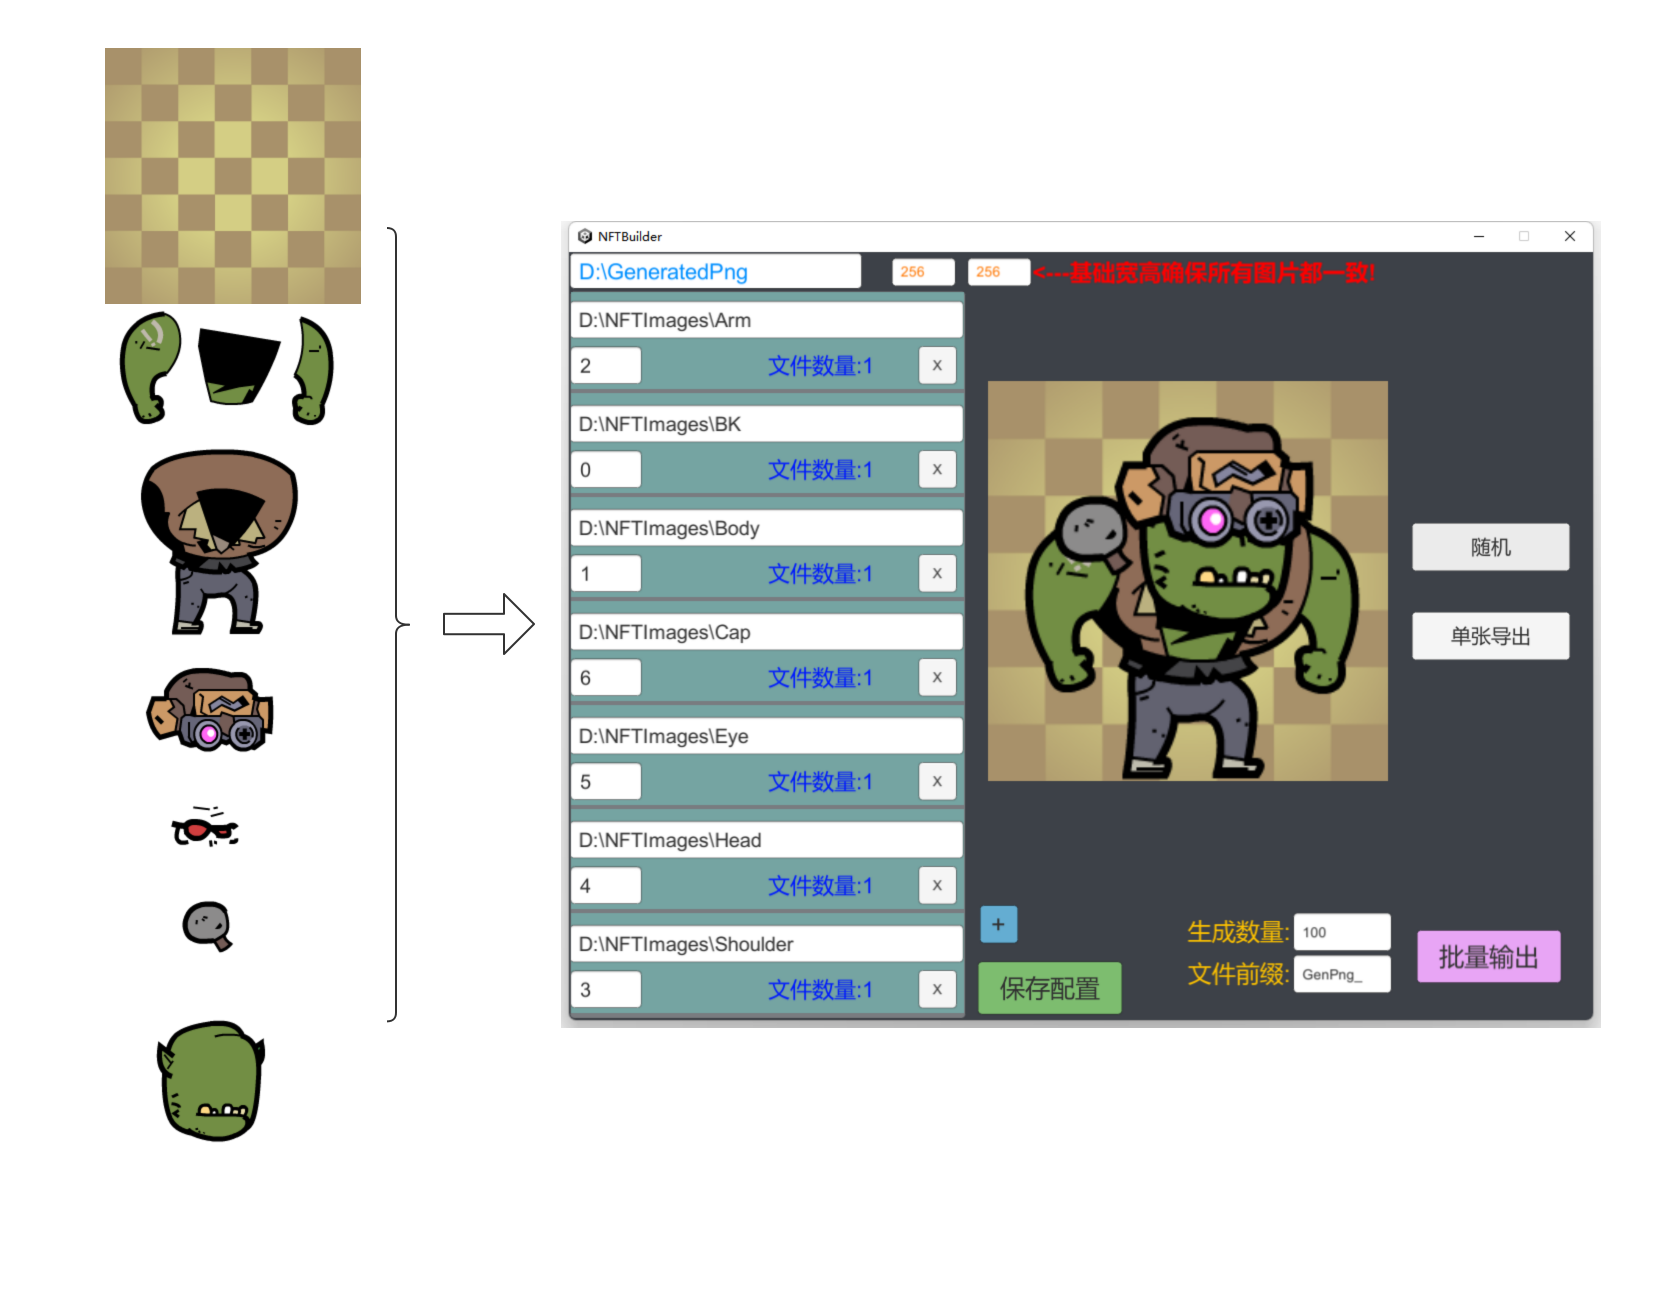 NFTBuilder
D:\GeneratedPng
256
256
<---基础宽高确保所有图片都一致!
D:\NFTImages\Arm
2
文件数量:1
x
D:\NFTImages\BK
0
文件数量:1
x
D:\NFTImages\Body
1
文件数量:1
x
D:\NFTImages\Cap
6
文件数量:1
x
D:\NFTImages\Eye
5
文件数量:1
x
D:\NFTImages\Head
4
文件数量:1
x
D:\NFTImages\Shoulder
3
文件数量:1
x
随机
单张导出
+
保存配置
生成数量:
100
文件前缀:
GenPng_
批量输出